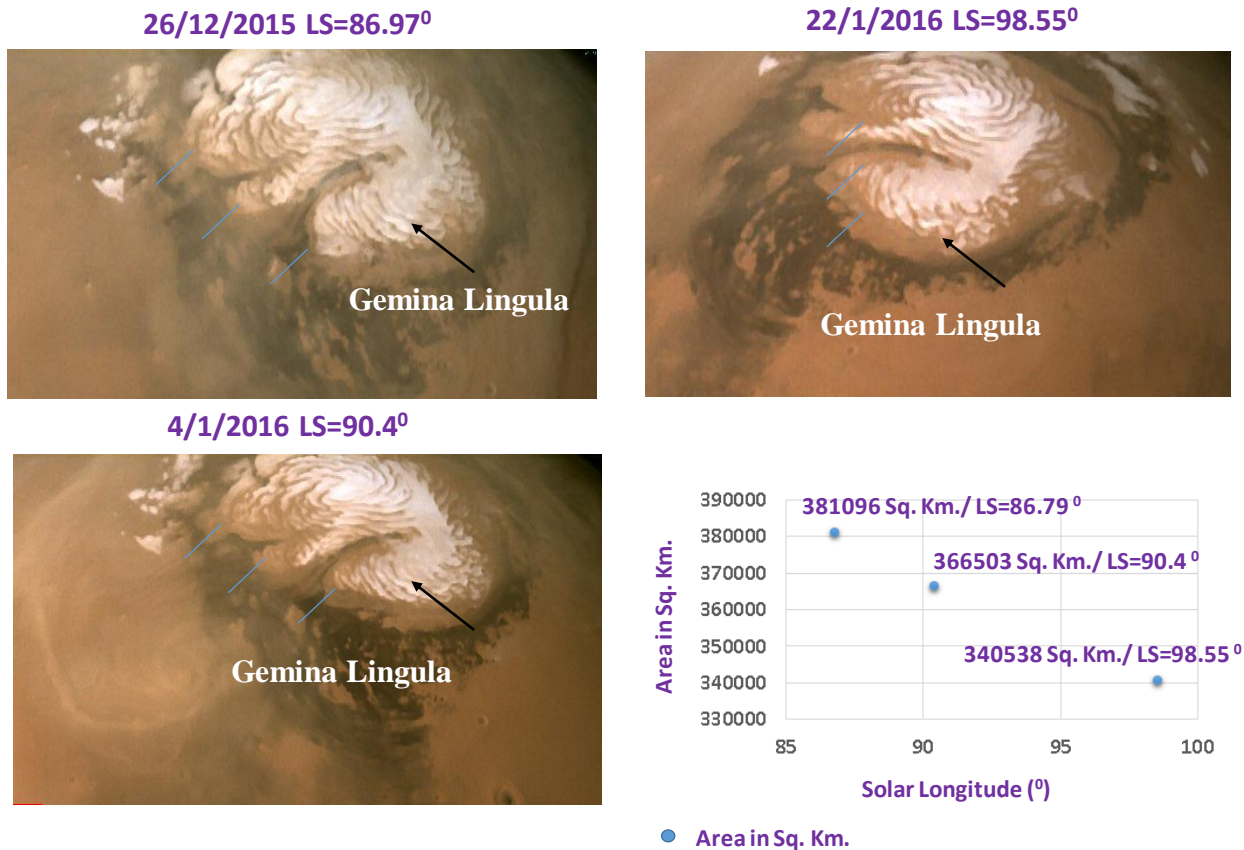 26/12/2015 LS=86.97⁰
22/1/2016 LS=98.55⁰
Gemina Lingula
Gemina Lingula
4/1/2016 LS=90.4⁰
Gemina Lingula
390000
380000
370000
360000
350000
340000
330000
Area in Sq. Km.
381096 Sq. Km./ LS=86.79 ⁰
366503 Sq. Km./ LS=90.4 ⁰
340538 Sq. Km./ LS=98.55 ⁰
85 90 95 100
Solar Longitude (⁰)
Area in Sq. Km.